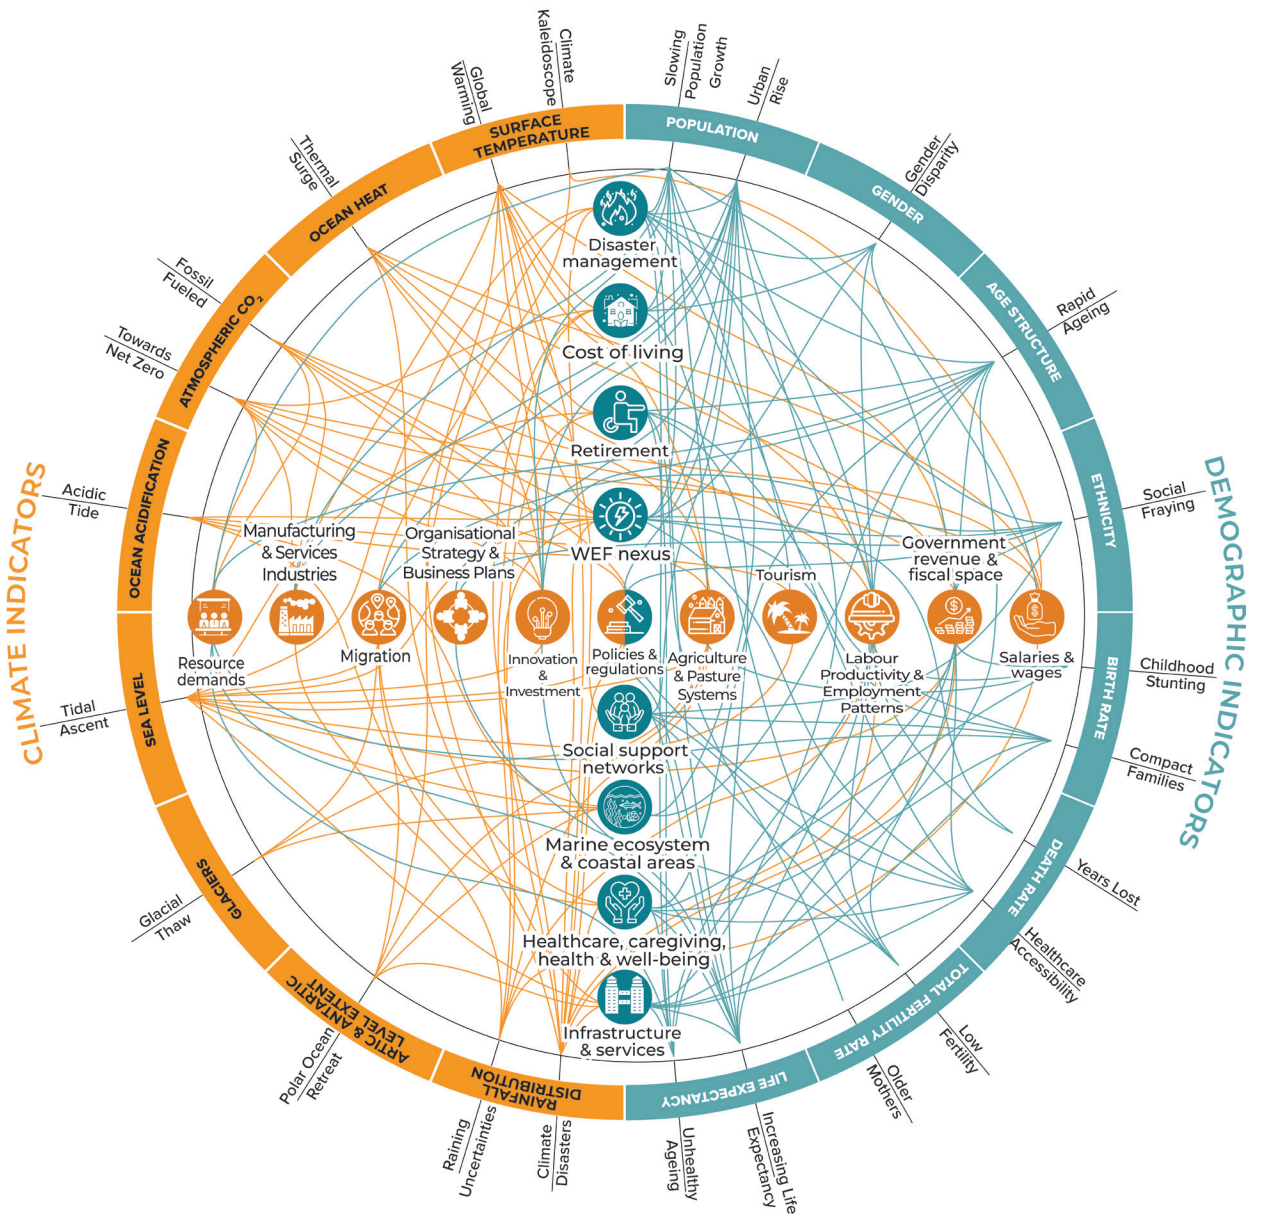 CLIMATE INDICATORS
DEMOGRAPHIC INDICATORS
Climate
Kaleidoscope
Global
Warming
SURFACE
TEMPERATURE
Thermal
Surge
OCEAN HEAT
Fossil
Fueled
Towards
Net Zero
ATMOSPHERIC CO₂
Acidic
Tide
OCEAN ACIDIFICATION
Tidal
Ascent
SEA LEVEL
Glacial
Thaw
GLACIERS
Polar Ocean
Retreat
ARTIC & ANTARTIC
LEVEL EXTENT
Raining
Uncertainties
Climate
Disasters
RAINFALL
DISTRIBUTION
Slowing
Population
Growth
Urban
Rise
POPULATION
Gender
Disparity
GENDER
Rapid
Ageing
AGE STRUCTURE
Social
Fraying
ETHNICITY
Childhood
Stunting
Compact
Families
BIRTH RATE
Years Lost
Healthcare
Accessibility
DEATH RATE
Low
Fertility
Older
Mothers
TOTAL FERTILITY RATE
Increasing Life
Expectancy
Unhealthy
Ageing
LIFE EXPECTANCY
Disaster
management
Cost of living
Retirement
WEF nexus
Manufacturing
& Services
Industries
Organisational
Strategy &
Business Plans
Tourism
Government
revenue &
fiscal space
Resource
demands
Migration
Innovation
&
Investment
Policies &
regulations
Agriculture
& Pasture
Systems
Labour
Productivity &
Employment
Patterns
Salaries &
wages
Social support
networks
Marine ecosystem
& coastal areas
Healthcare, caregiving,
health & well-being
Infrastructure
& services